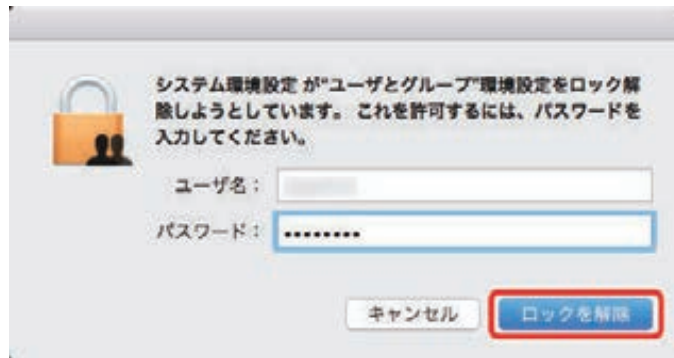 システム環境設定 が“ユーザとグループ”環境設定をロック解
除しようとしています。 これを許可するには、パスワードを
入力してください。
ユーザ名：
パスワード： ••••••••
キャンセル ロックを解除